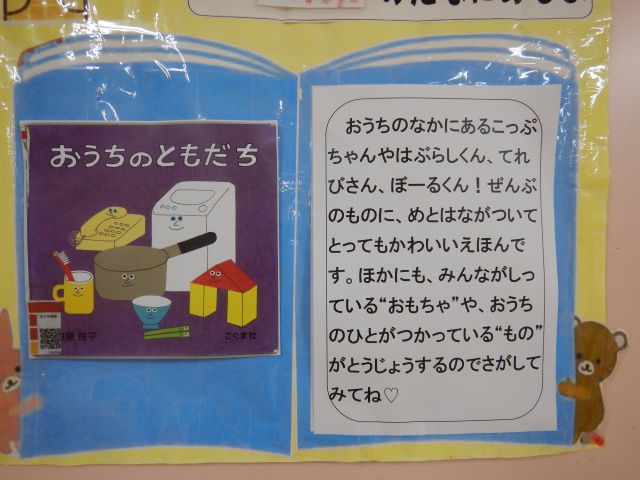 おうちのともだち
原 良平
こぐま社
おうちのなかにあるこっぷ
ちゃんやはぶらしくん、てれ
びさん、ぼーるくん！ぜんぶ
のものに、めとはながついて
とってもかわいいえほんで
す。ほかにも、みんながしっ
ている“おもちゃ”や、おうち
のひとがつかっている“もの”
がとうじょうするのでさがして
みてね♡